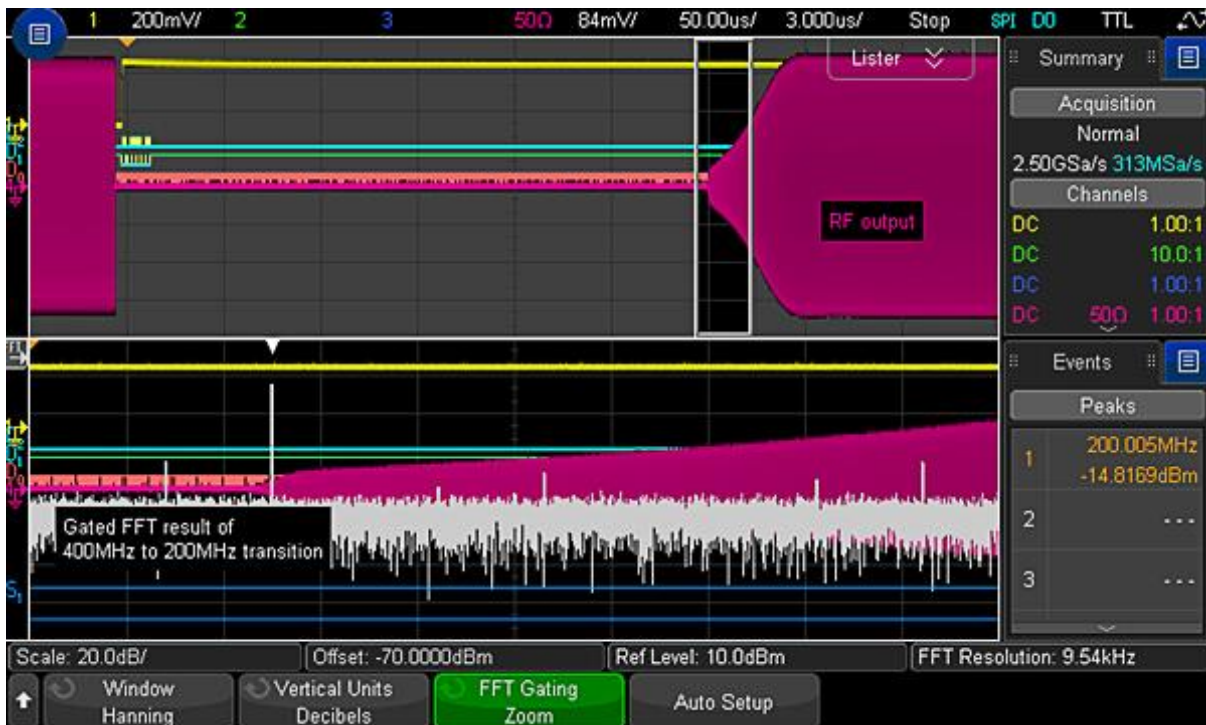 1 200mV/ 2 3 50Ω 84mV/ 50.00us/ 3.000us/ Stop SPI D0 TTL
Lister
RF output
Summary
Acquisition
Normal
2.50GSa/s 313MSa/s
Channels
DC 1.00:1
DC 10.0:1
DC 1.00:1
DC 50Ω 1.00:1
Gated FFT result of
400MHz to 200MHz transition
S1
Events
Peaks
1 200.005MHz
-14.8169dBm
2 ---
3 ---
Scale: 20.0dB/ Offset: -70.0000dBm Ref Level: 10.0dBm FFT Resolution: 9.54kHz
Window
Hanning
Vertical Units
Decibels
FFT Gating
Zoom
Auto Setup